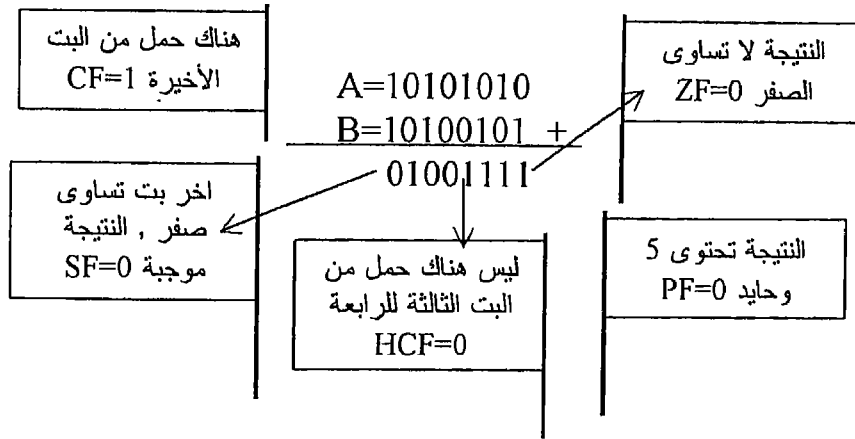 هناك حمل من البت
الأخيرة CF=1
A=10101010
B=10100101 +
01001111
النتيجة لا تساوى
الصفر ZF=0
اخر بت تساوى
صفر , النتيجة
موجبة SF=0
ليس هناك حمل من
البت الثالثة للرابعة
HCF=0
النتيجة تحتوى 5
وحايد PF=0